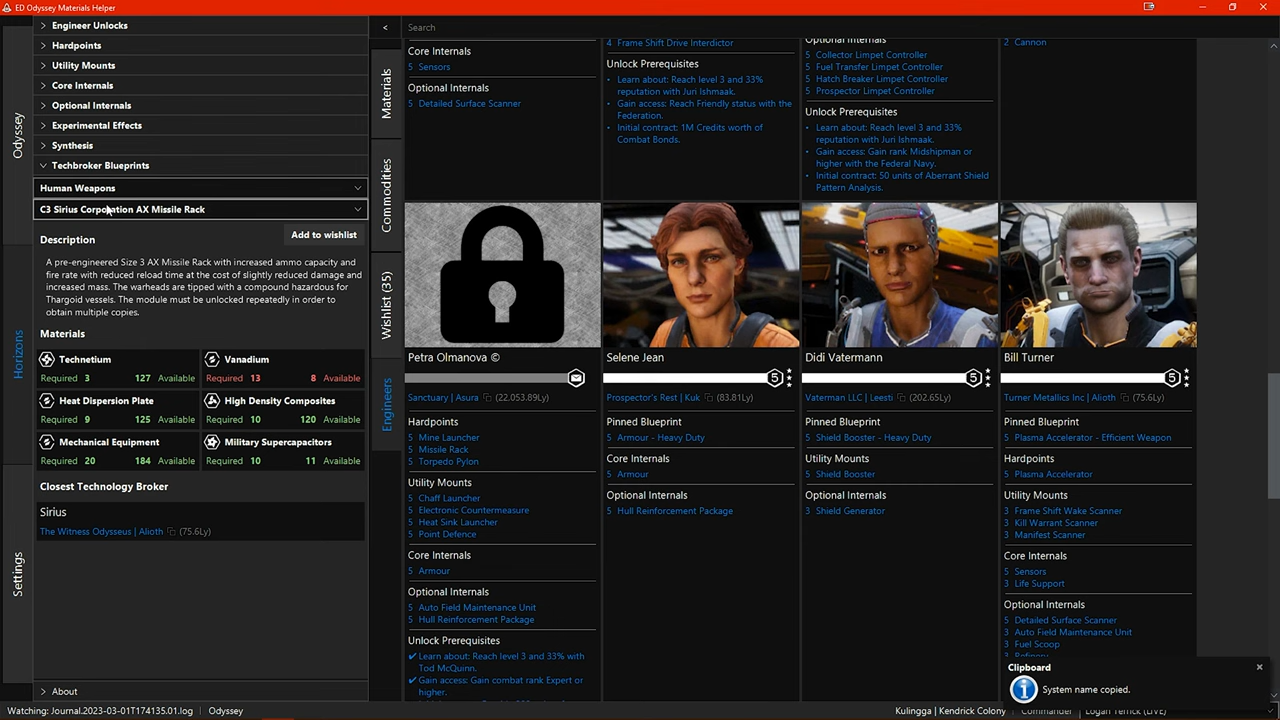 ED Odyssey Materials Helper
Odyssey
Horizons
Settings
Engineer Unlocks
Hardpoints
Utility Mounts
Core Internals
Optional Internals
Experimental Effects
Synthesis
Techbroker Blueprints
Human Weapons
C3 Sirius Corporation AX Missile Rack
Description
Add to wishlist
A pre-engineered Size 3 AX Missile Rack with increased ammo capacity and
fire rate with reduced reload time at the cost of slightly reduced damage and
increased mass. The warheads are tipped with a compound hazardous for
Thargoid vessels. The module must be unlocked repeatedly in order to
obtain multiple copies.
Materials
Technetium
Required 3 127 Available
Vanadium
Required 13 8 Available
Heat Dispersion Plate
Required 9 125 Available
High Density Composites
Required 10 120 Available
Mechanical Equipment
Required 20 184 Available
Military Supercapacitors
Required 10 11 Available
Closest Technology Broker
Sirius
The Witness Odysseus | Alioth (75.6Ly)
About
<
Search
Materials
Commodities
Wishlist (35)
Engineers
Core Internals
5 Sensors
Optional Internals
5 Detailed Surface Scanner
4 Frame Shift Drive Interdictor
Unlock Prerequisites
• Learn about: Reach level 3 and 33%
reputation with Juri Ishmaak.
• Gain access: Reach Friendly status with the
Federation.
• Initial contract: 1M Credits worth of
Combat Bonds.
Optional Internals
5 Collector Limpet Controller
5 Fuel Transfer Limpet Controller
5 Hatch Breaker Limpet Controller
5 Prospector Limpet Controller
Unlock Prerequisites
• Learn about: Reach level 3 and 33%
reputation with Juri Ishmaak.
• Gain access: Gain rank Midshipman or
higher with the Federal Navy.
• Initial contract: 50 units of Aberrant Shield
Pattern Analysis.
2 Cannon
Petra Olmanova ©
Sanctuary | Asura (22.053.89Ly)
Hardpoints
5 Mine Launcher
5 Missile Rack
5 Torpedo Pylon
Utility Mounts
5 Chaff Launcher
5 Electronic Countermeasure
5 Heat Sink Launcher
5 Point Defence
Core Internals
5 Armour
Optional Internals
5 Auto Field Maintenance Unit
5 Hull Reinforcement Package
Unlock Prerequisites
✔ Learn about: Reach level 3 and 33% with
Tod McQuinn.
✔ Gain access: Gain combat rank Expert or
higher.
Selene Jean
5
Prospector's Rest | Kuk (83.81Ly)
Pinned Blueprint
5 Armour - Heavy Duty
Core Internals
5 Armour
Optional Internals
5 Hull Reinforcement Package
Didi Vatermann
5
Vaterman LLC | Leesti (202.65Ly)
Pinned Blueprint
5 Shield Booster - Heavy Duty
Utility Mounts
5 Shield Booster
Optional Internals
3 Shield Generator
Bill Turner
5
Turner Metallics Inc | Alioth (75.6Ly)
Pinned Blueprint
5 Plasma Accelerator - Efficient Weapon
Hardpoints
5 Plasma Accelerator
Utility Mounts
3 Frame Shift Wake Scanner
3 Kill Warrant Scanner
3 Manifest Scanner
Core Internals
5 Sensors
3 Life Support
Optional Internals
5 Detailed Surface Scanner
3 Auto Field Maintenance Unit
3 Fuel Scoop
3 Refinery
Clipboard
System name copied.
Watching: Journal.2023-03-01T174135.01.log Odyssey
Kulingga | Kendrick Colony Commander Logan Terrick (LIVE)